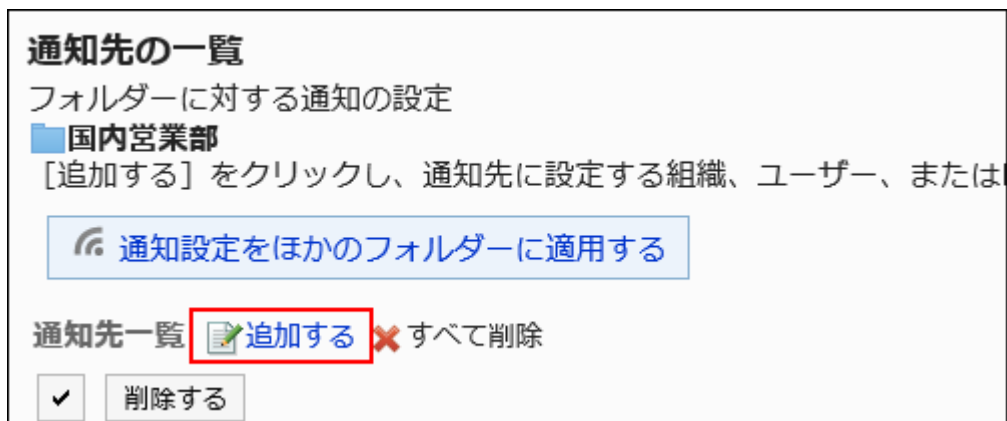 通知先の一覧
フォルダーに対する通知の設定
国内営業部
［追加する］をクリックし、通知先に設定する組織、ユーザー、または
通知設定をほかのフォルダーに適用する
通知先一覧 追加する すべて削除
削除する